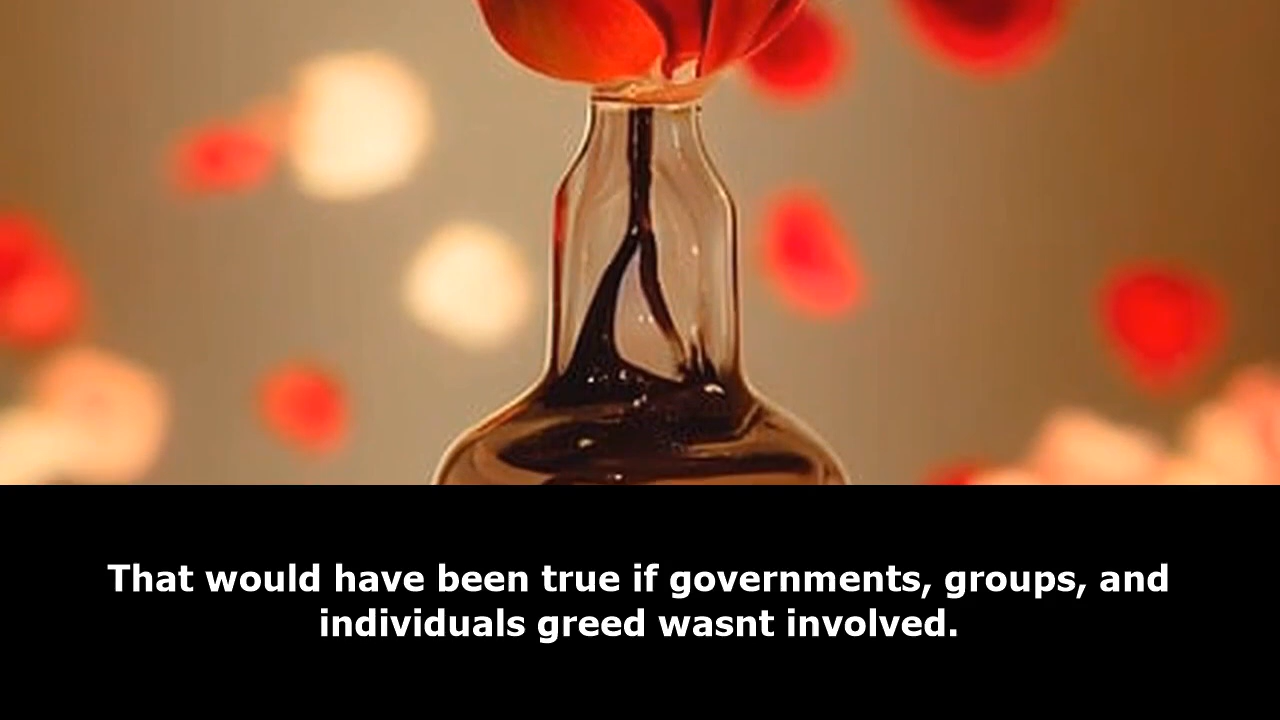 That would have been true if governments, groups, and
individuals greed wasnt involved.